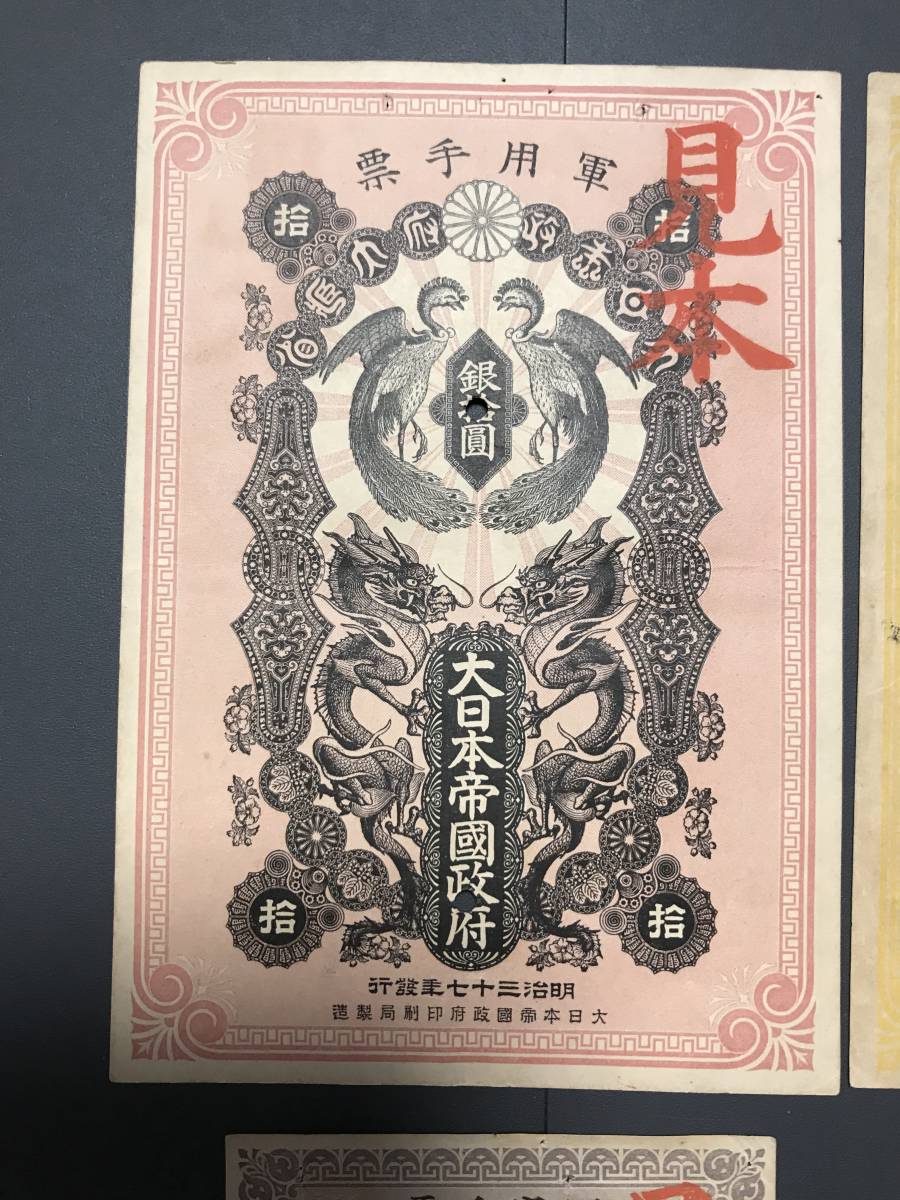 軍用手票
見本
拾
拾
銀拾圓
大日本帝國政府
拾
拾
明治三十七年發行
大日本帝國政府印刷局製造